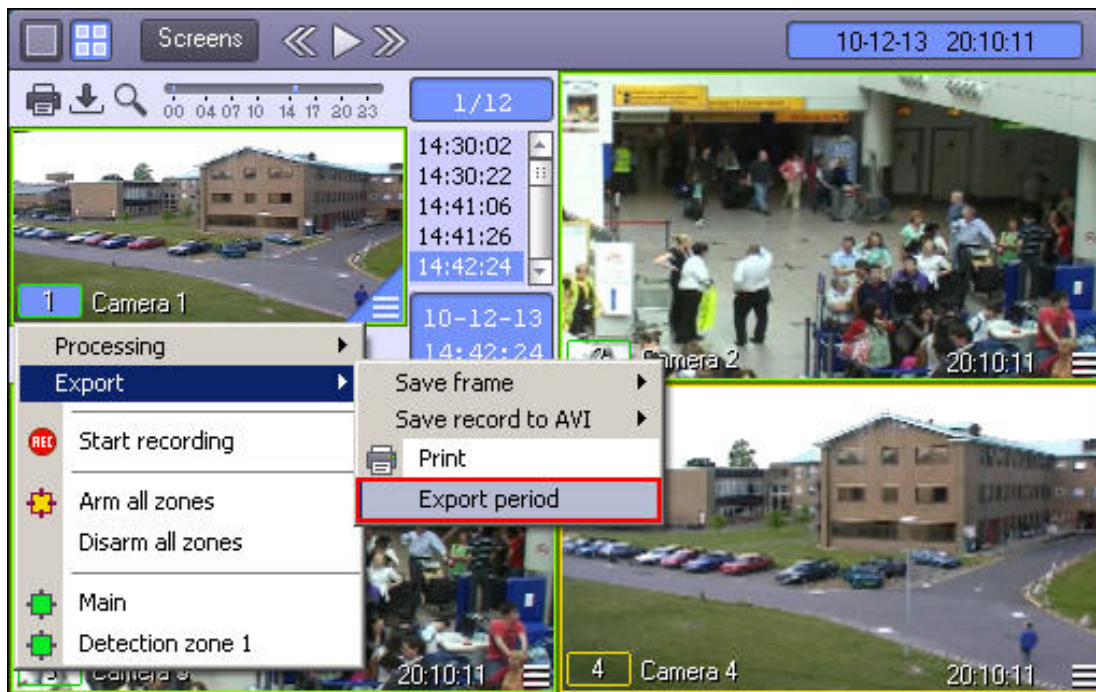 Screens
10-12-13 20:10:11
00 04 07 10 14 17 20 23
1/12
14:30:02
14:30:22
14:41:06
14:41:26
14:42:24
1 Camera 1
10-12-13
14:42:24
Camera 2 20:10:11
Processing
Export
REC Start recording
Arm all zones
Disarm all zones
Main
Detection zone 1
Save frame
Save record to AVI
Print
Export period
3 Camera 3 20:10:11
4 Camera 4 20:10:11